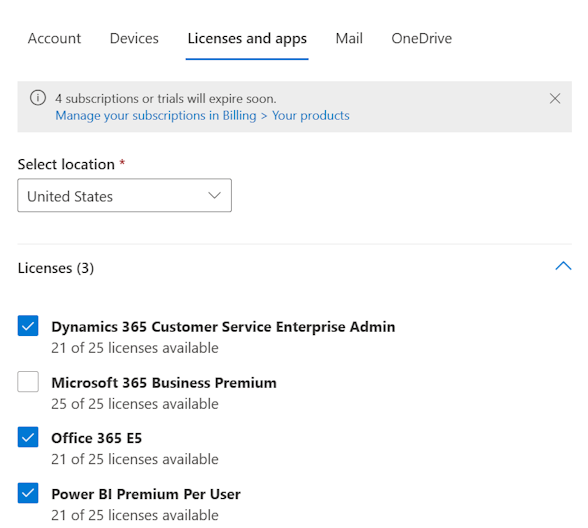 Account Devices Licenses and apps Mail OneDrive
4 subscriptions or trials will expire soon.
Manage your subscriptions in Billing > Your products
Select location *
United States
Licenses (3)
Dynamics 365 Customer Service Enterprise Admin
21 of 25 licenses available
Microsoft 365 Business Premium
25 of 25 licenses available
Office 365 E5
21 of 25 licenses available
Power BI Premium Per User
21 of 25 licenses available